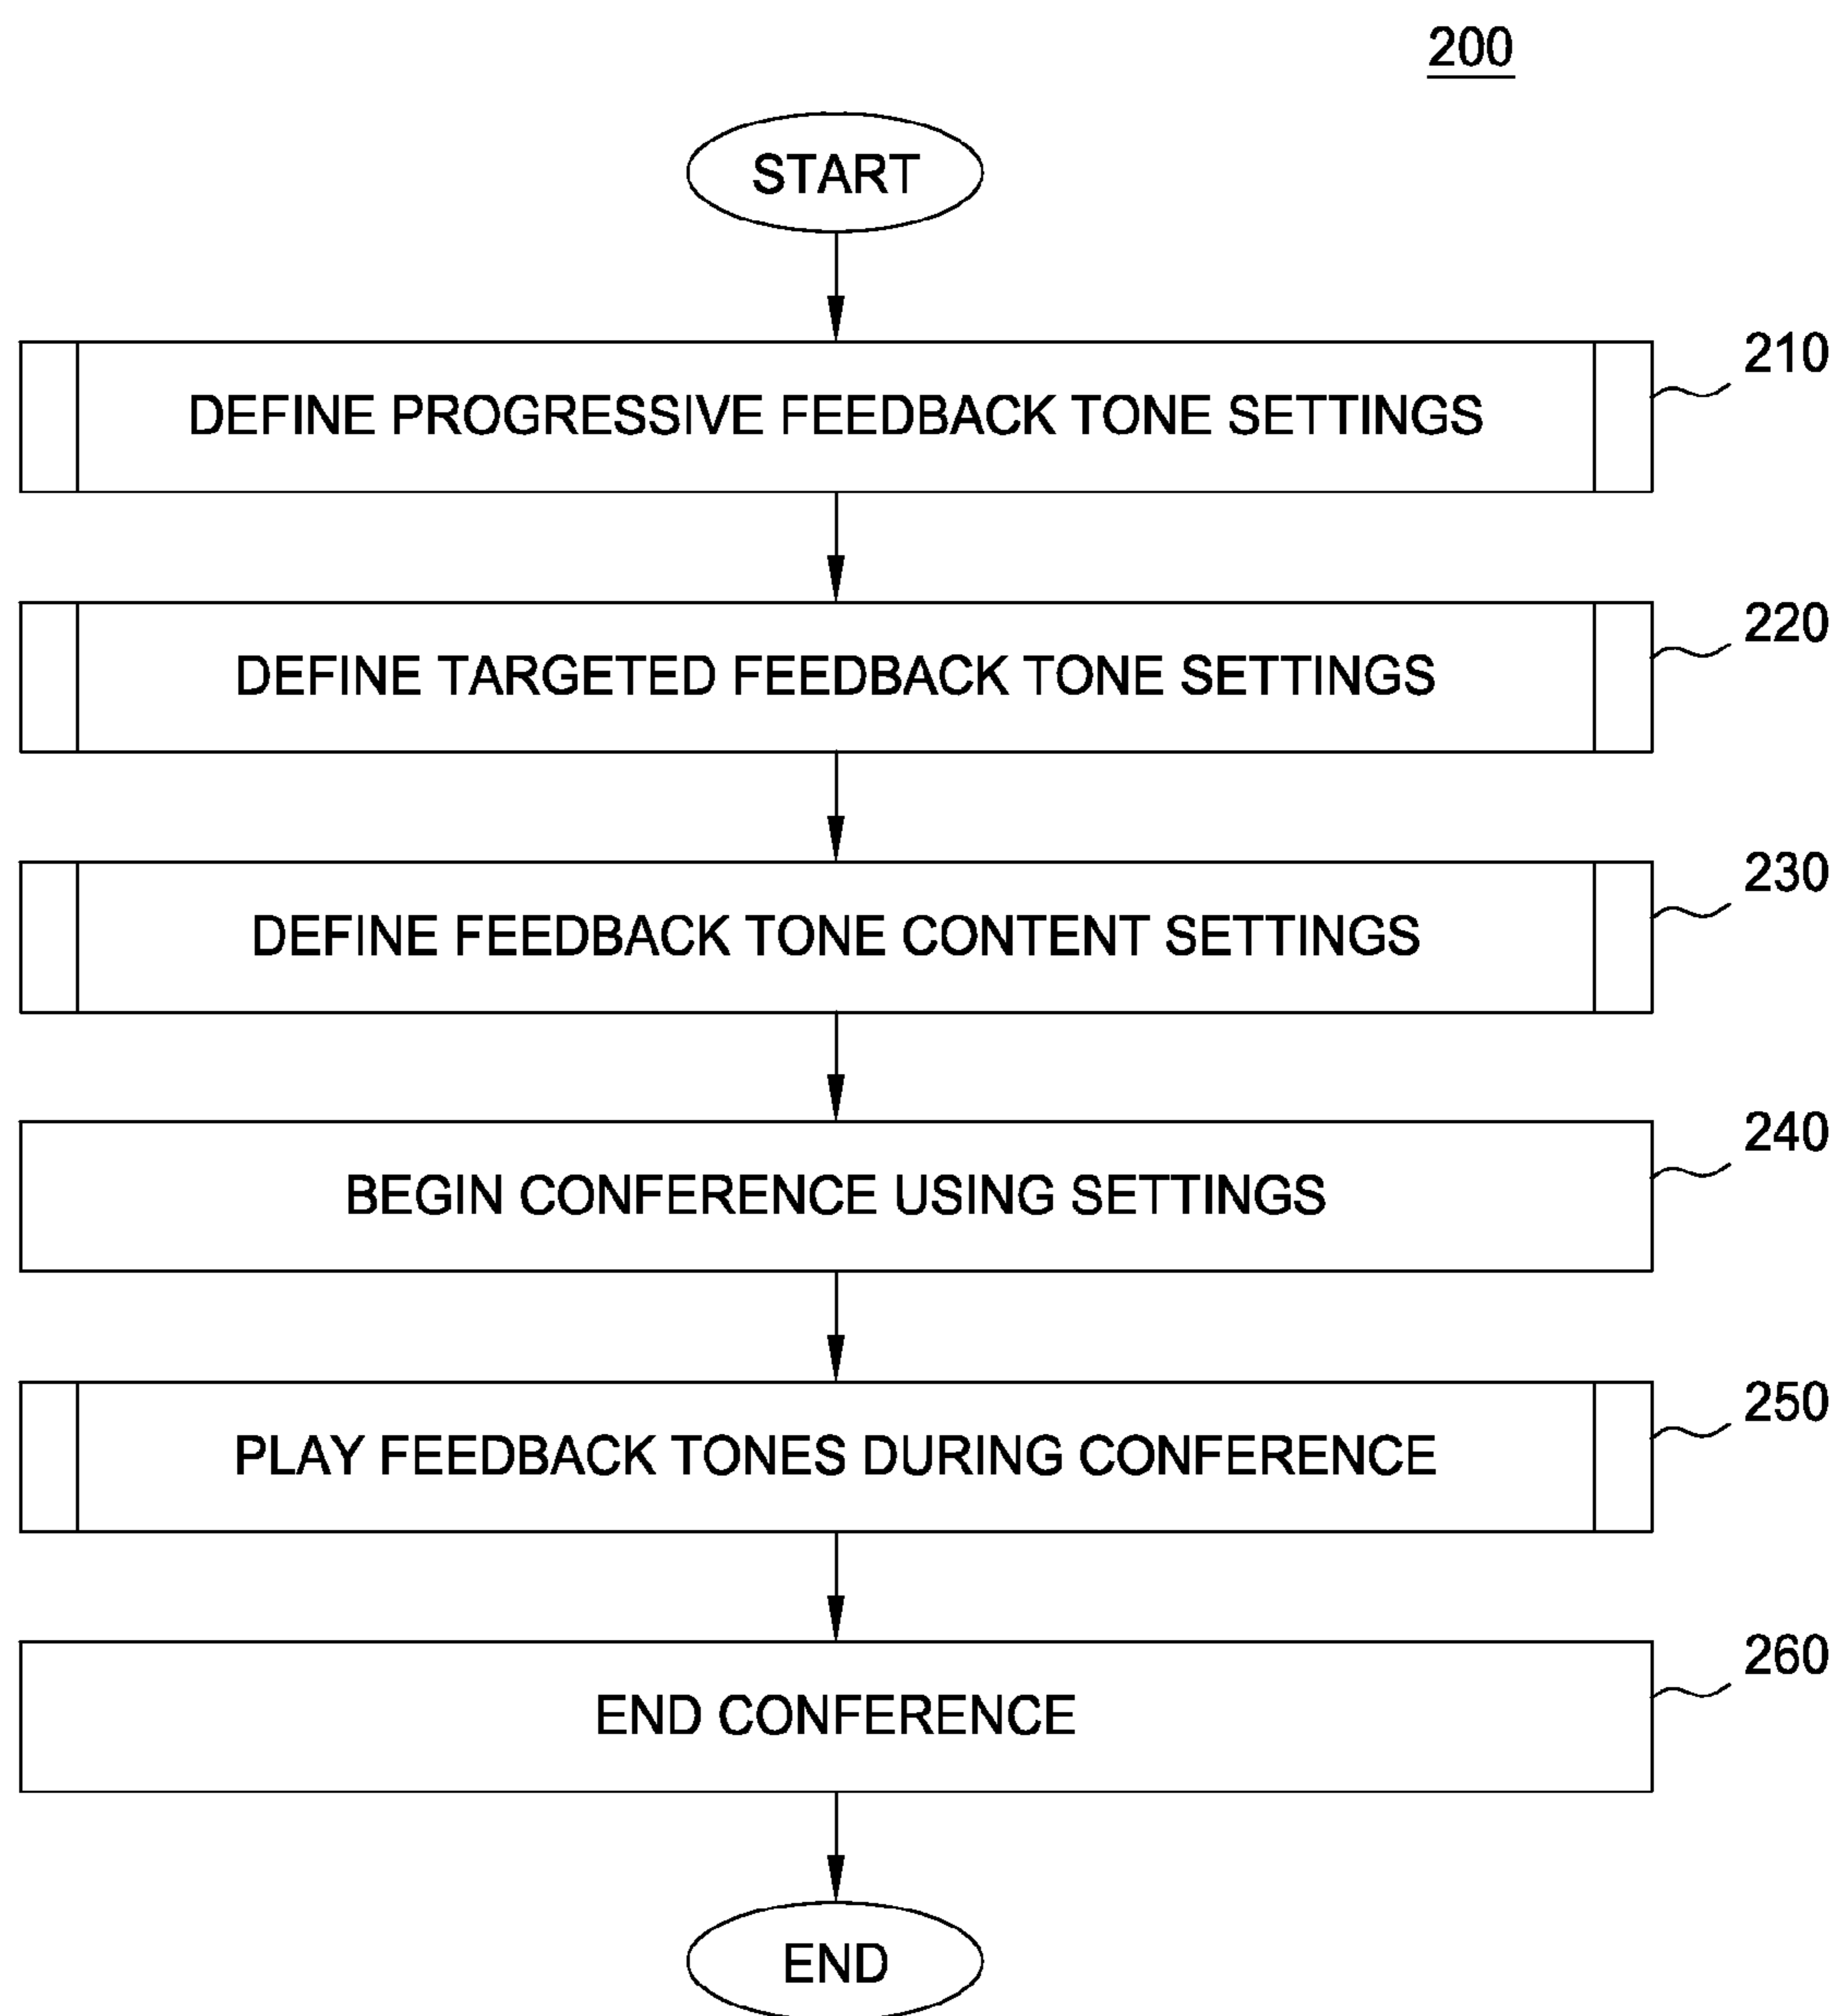 200
START
DEFINE PROGRESSIVE FEEDBACK TONE SETTINGS
210
DEFINE TARGETED FEEDBACK TONE SETTINGS
220
DEFINE FEEDBACK TONE CONTENT SETTINGS
230
BEGIN CONFERENCE USING SETTINGS
240
PLAY FEEDBACK TONES DURING CONFERENCE
250
END CONFERENCE
260
END